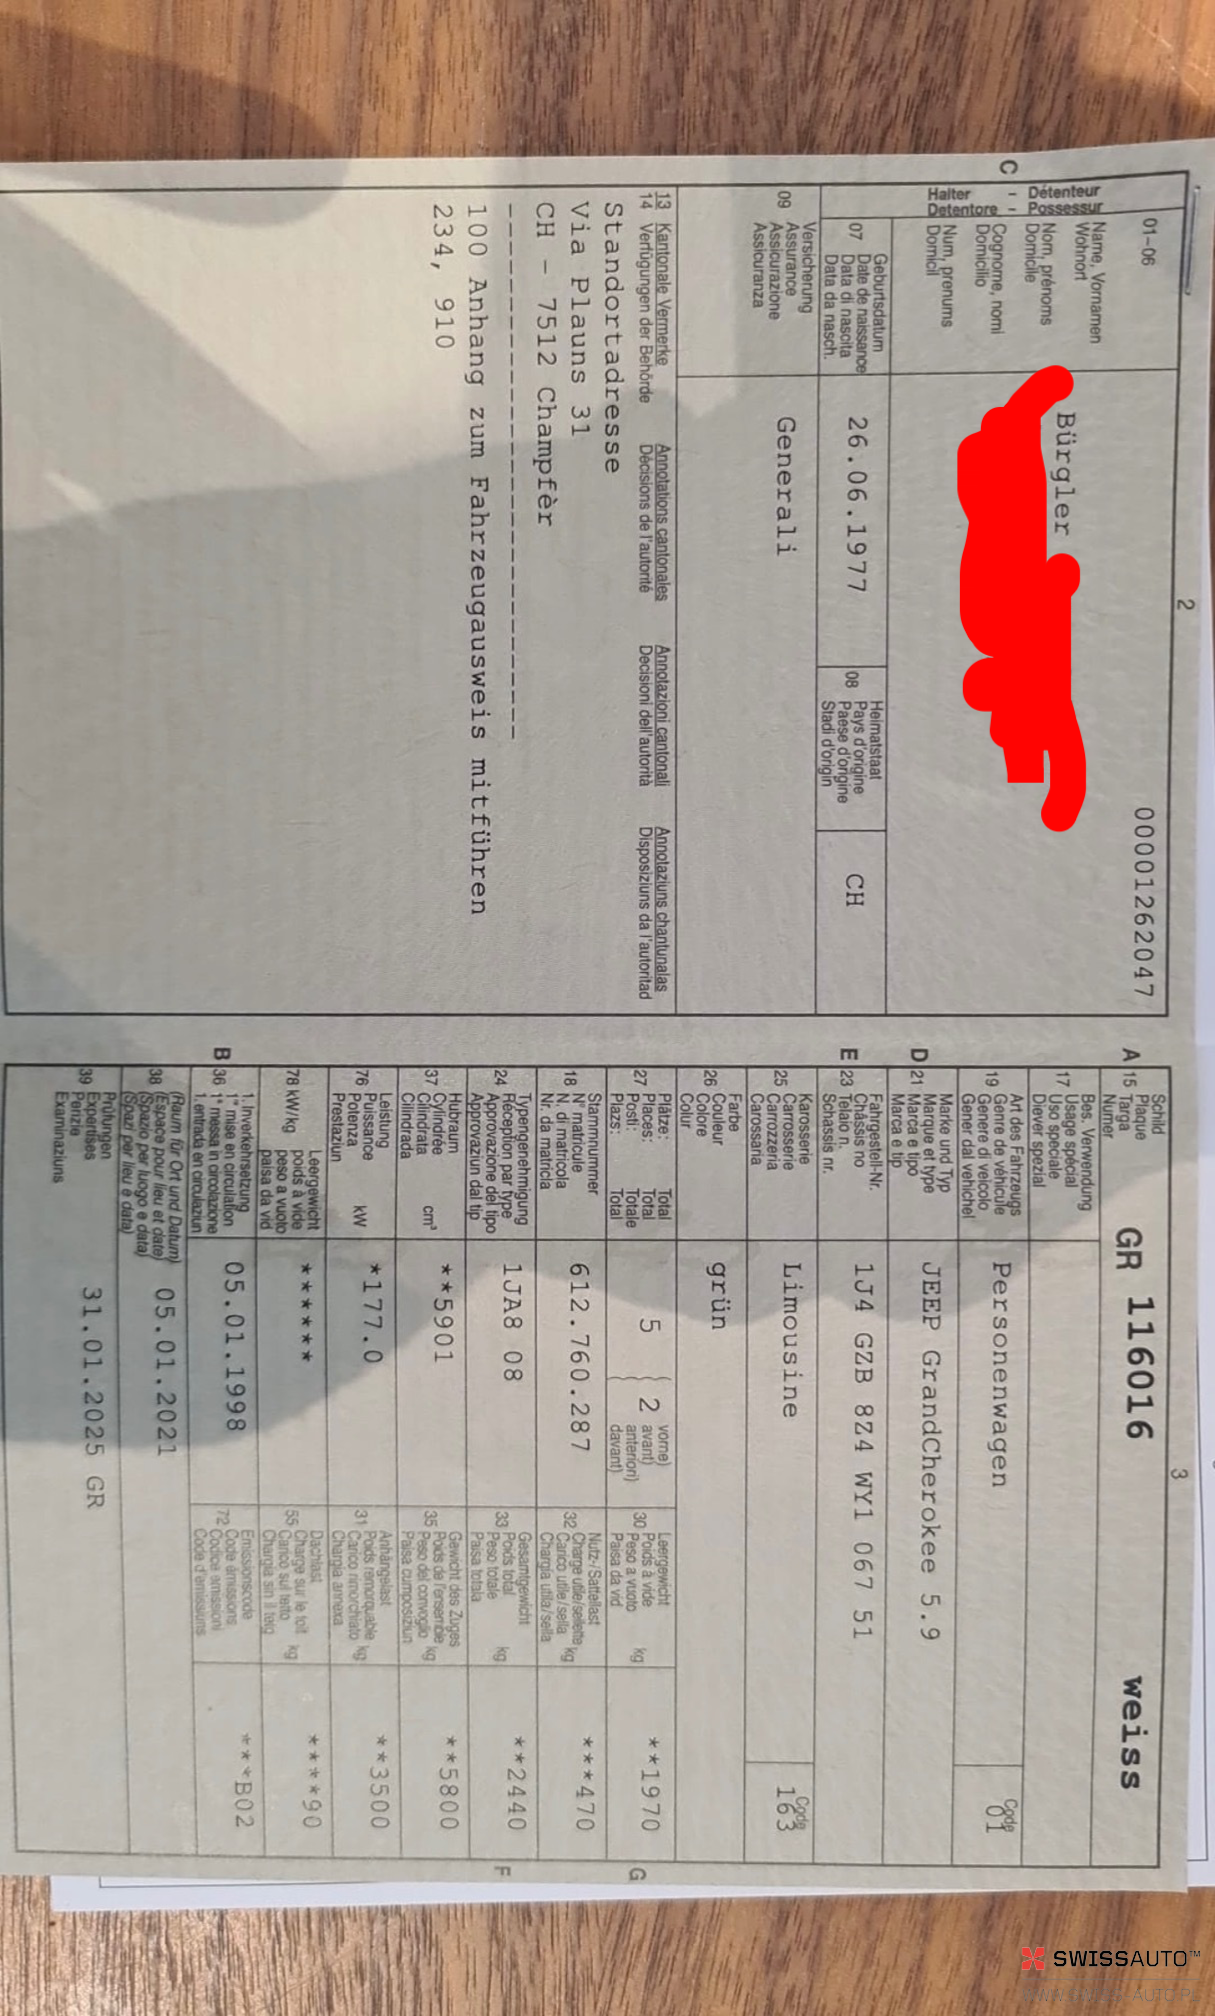 2
01-06
00001262047
C
Halter - Détenteur
Detentore - Possessur
Name, Vornamen
Wohnort
Nom, prénoms
Domicile
Cognome, nomi
Domicilio
Num, prenums
Domicil
Bürgler
07
Geburtsdatum
Date de naissance
Data di nascita
Data da nasch.
26.06.1977
08
Heimatstaat
Pays d'origine
Paese d'origine
Stadi d'origin
CH
09
Versicherung
Assurance
Assicurazione
Assicuranza
Generali
13 Kantonale Vermerke Annotations cantonales Annotazioni cantonali Annotaziuns chantunalas
14 Verfügungen der Behörde Décisions de l'autorité Decisioni dell'autorità Disposiziuns da l'autoritad
Standortadresse
Via Plauns 31
CH - 7512 Champfèr
------------------------------
100 Anhang zum Fahrzeugausweis mitführen
234, 910
3
A 15
Schild
Plaque
Targa
Numer
GR 116016 weiss
17
Bes. Verwendung
Usage spécial
Uso speciale
Diever spezial
19
Art des Fahrzeugs
Genre de véhicule
Genere di veicolo
Gener dal vehichel
Personenwagen
Code
01
D 21
Marke und Typ
Marque et type
Marca e tipo
Marca e tip
JEEP GrandCherokee 5.9
E 23
Fahrgestell-Nr.
Châssis no
Telaio n.
Schassis nr.
1J4 GZB 8Z4 WY1 067 51
25
Karosserie
Carrosserie
Carrozzeria
Carossaria
Limousine
Code
163
26
Farbe
Couleur
Colore
Colur
grün
27
Plätze: Total
Places: Total
Posti: Totale
Plazs: Total
5 ( 2
vorne)
avant)
anteriori)
davant)
30
Leergewicht
Poids à vide
Peso a vuoto
Paisa da vid
kg
**1970
G
18
Stammnummer
N° matricule
N. di matricola
Nr. da matricla
612.760.287
32
Nutz-/Sattellast
Charge utile/sellette
Carico utile/sella
Chargia utila/sella
kg
***470
24
Typengenehmigung
Réception par type
Approvazione del tipo
Approvaziun dal tip
1JA8 08
33
Gesamtgewicht
Poids total
Peso totale
Paisa totala
kg
**2440
F
37
Hubraum
Cylindrée
Cilindrata
Cilindrada
cm³
**5901
35
Gewicht des Zuges
Poids de l'ensemble
Peso del convoglio
Paisa cumposiziun
kg
**5800
76
Leistung
Puissance
Potenza
Prestaziun
kW
*177.0
31
Anhängelast
Poids remorquable
Carico rimorchiato
Chargia annexa
kg
**3500
78 kW/kg
Leergewicht
poids à vide
peso a vuoto
paisa da vid
******
55
Dachlast
Charge sur le toit
Carico sul tetto
Chargia sin il tetg
kg
****90
B 36
1. Inverkehrsetzung
1re mise en circulation
1a messa in circolazione
1. entrada en circulaziun
05.01.1998
72
Emissionscode
Code émissions
Codice emissioni
Code d'emissiuns
***B02
38
(Raum für Ort und Datum)
(Espace pour lieu et date)
(Spazio per luogo e data)
(Spazi per lieu e data)
05.01.2021
39
Prüfungen
Expertises
Perizie
Examinaziuns
31.01.2025 GR
SWISSAUTO™
WWW.SWISS-AUTO.PL